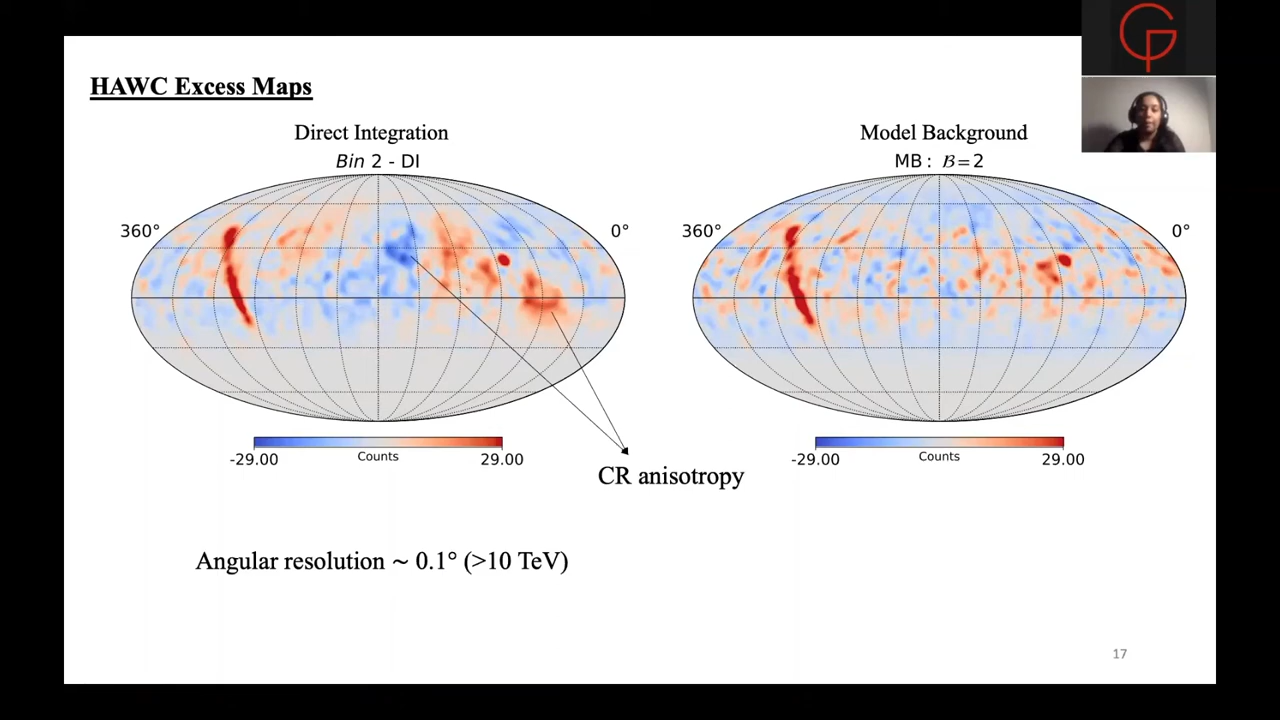 HAWC Excess Maps
Direct Integration
Bin 2 - DI
360°
0°
-29.00
Counts
29.00
Model Background
MB : ℬ=2
360°
0°
-29.00
Counts
29.00
CR anisotropy
Angular resolution ~ 0.1° (>10 TeV)
17